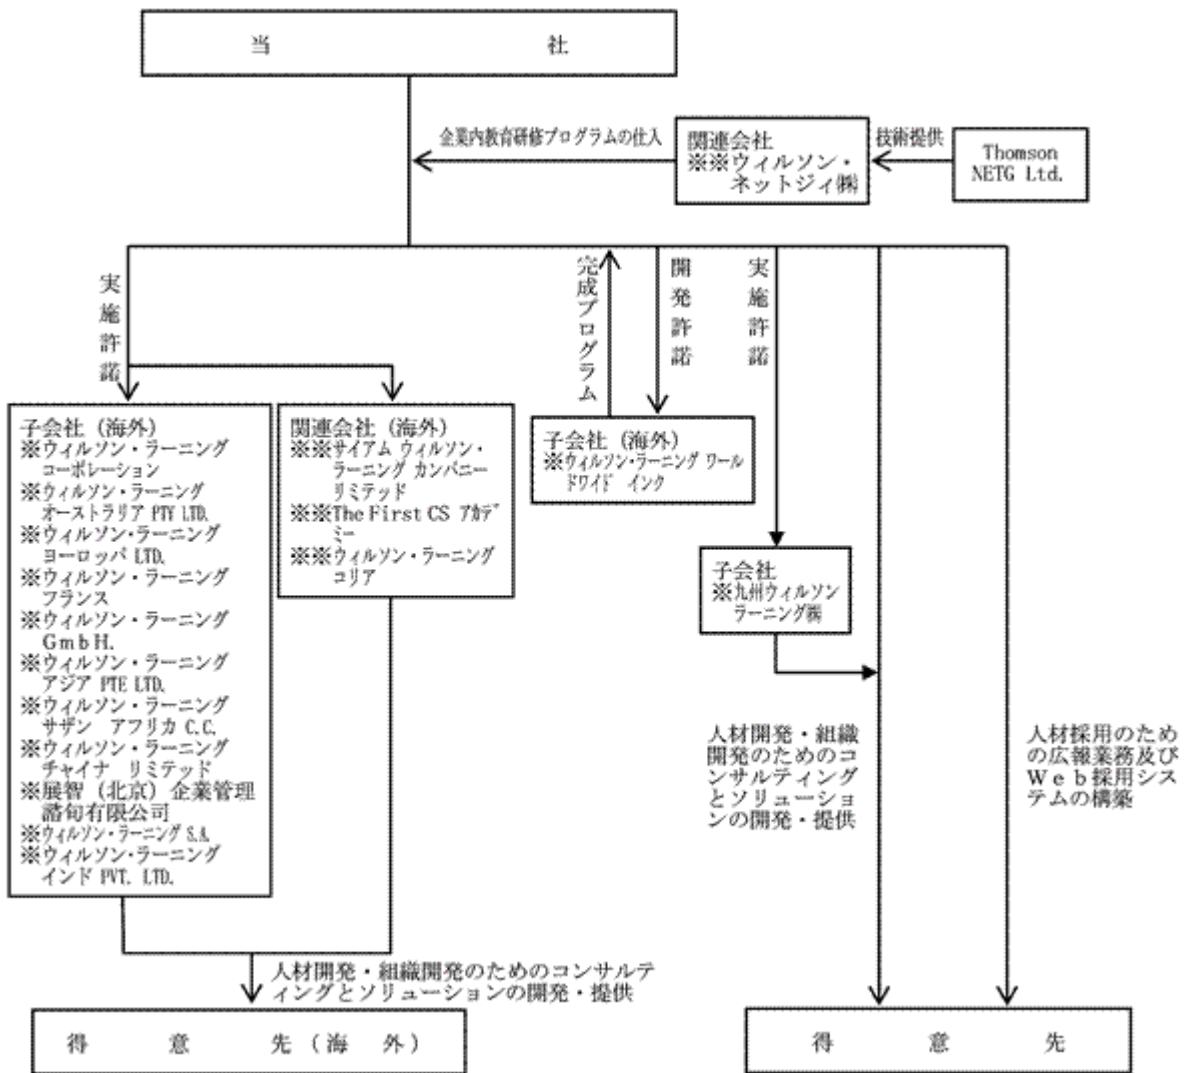 当　　　社
企業内教育研修プログラムの仕入
関連会社
※※ウィルソン・
ネットジィ㈱
技術提供
Thomson
NETG Ltd.
実施許諾
完成プログラム
開発許諾
実施許諾
子会社（海外）
※ウィルソン・ラーニング
コーポレーション
※ウィルソン・ラーニング
オーストラリア PTY LTD.
※ウィルソン・ラーニング
ヨーロッパ LTD.
※ウィルソン・ラーニング
フランス
※ウィルソン・ラーニング
GmbH.
※ウィルソン・ラーニング
アジア PTE LTD.
※ウィルソン・ラーニング
サザン　アフリカ C.C.
※ウィルソン・ラーニング
チャイナ　リミテッド
※展智（北京）企業管理
諮旬有限公司
※ウィルソン・ラーニング S.A.
※ウィルソン・ラーニング
インド PVT. LTD.
関連会社（海外）
※※サイアム ウィルソン・
ラーニング カンパニー
リミテッド
※※The First CS アカデ
ミー
※※ウィルソン・ラーニング
コリア
子会社（海外）
※ウィルソン・ラーニング ワール
ドワイド　インク
子会社
※九州ウィルソン
ラーニング㈱
人材開発・組織
開発のためのコ
ンサルティング
とソリューショ
ンの開発・提供
人材採用のため
の広報業務及び
Ｗｅｂ採用シス
テムの構築
人材開発・組織開発のためのコンサルテ
ィングとソリューションの開発・提供
得　意　先（海　外）
得　意　先